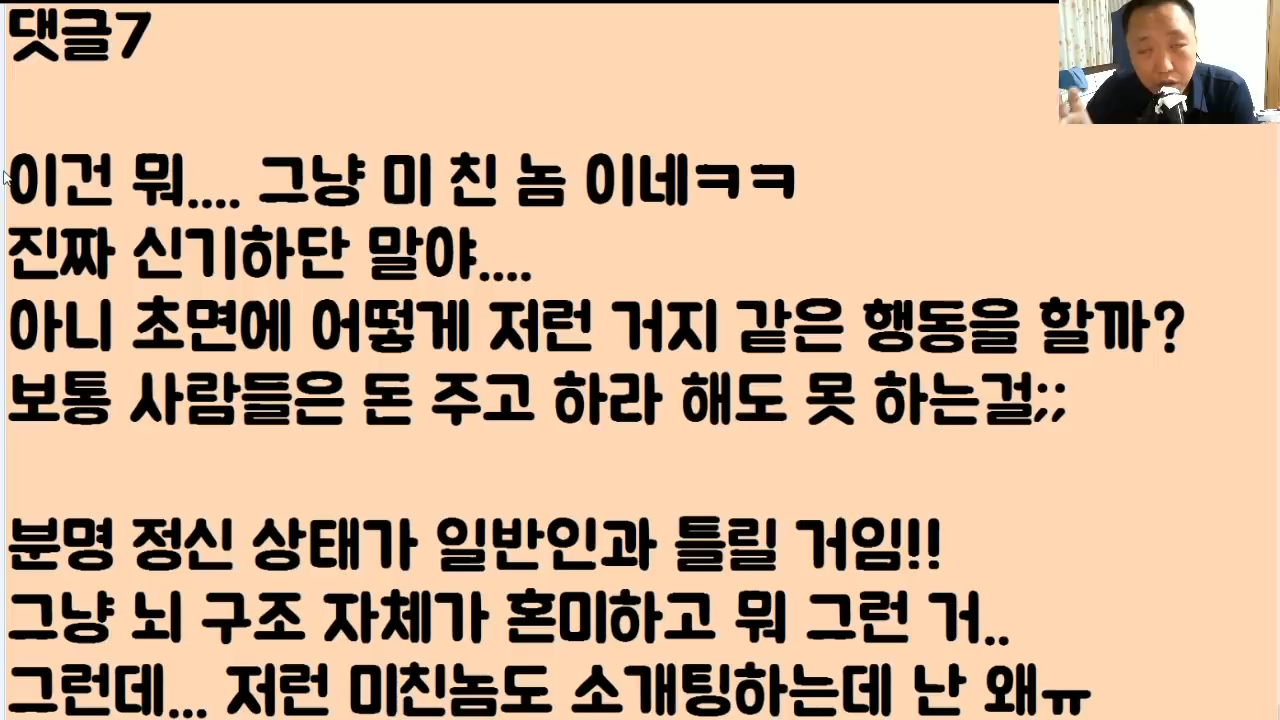 댓글7
이건 뭐.... 그냥 미 친 놈 이네ㅋㅋ
진짜 신기하단 말야....
아니 초면에 어떻게 저런 거지 같은 행동을 할까?
보통 사람들은 돈 주고 하라 해도 못 하는걸;;
분명 정신 상태가 일반인과 틀릴 거임!!
그냥 뇌 구조 자체가 혼미하고 뭐 그런 거..
그런데... 저런 미친놈도 소개팅하는데 난 왜ㅠ